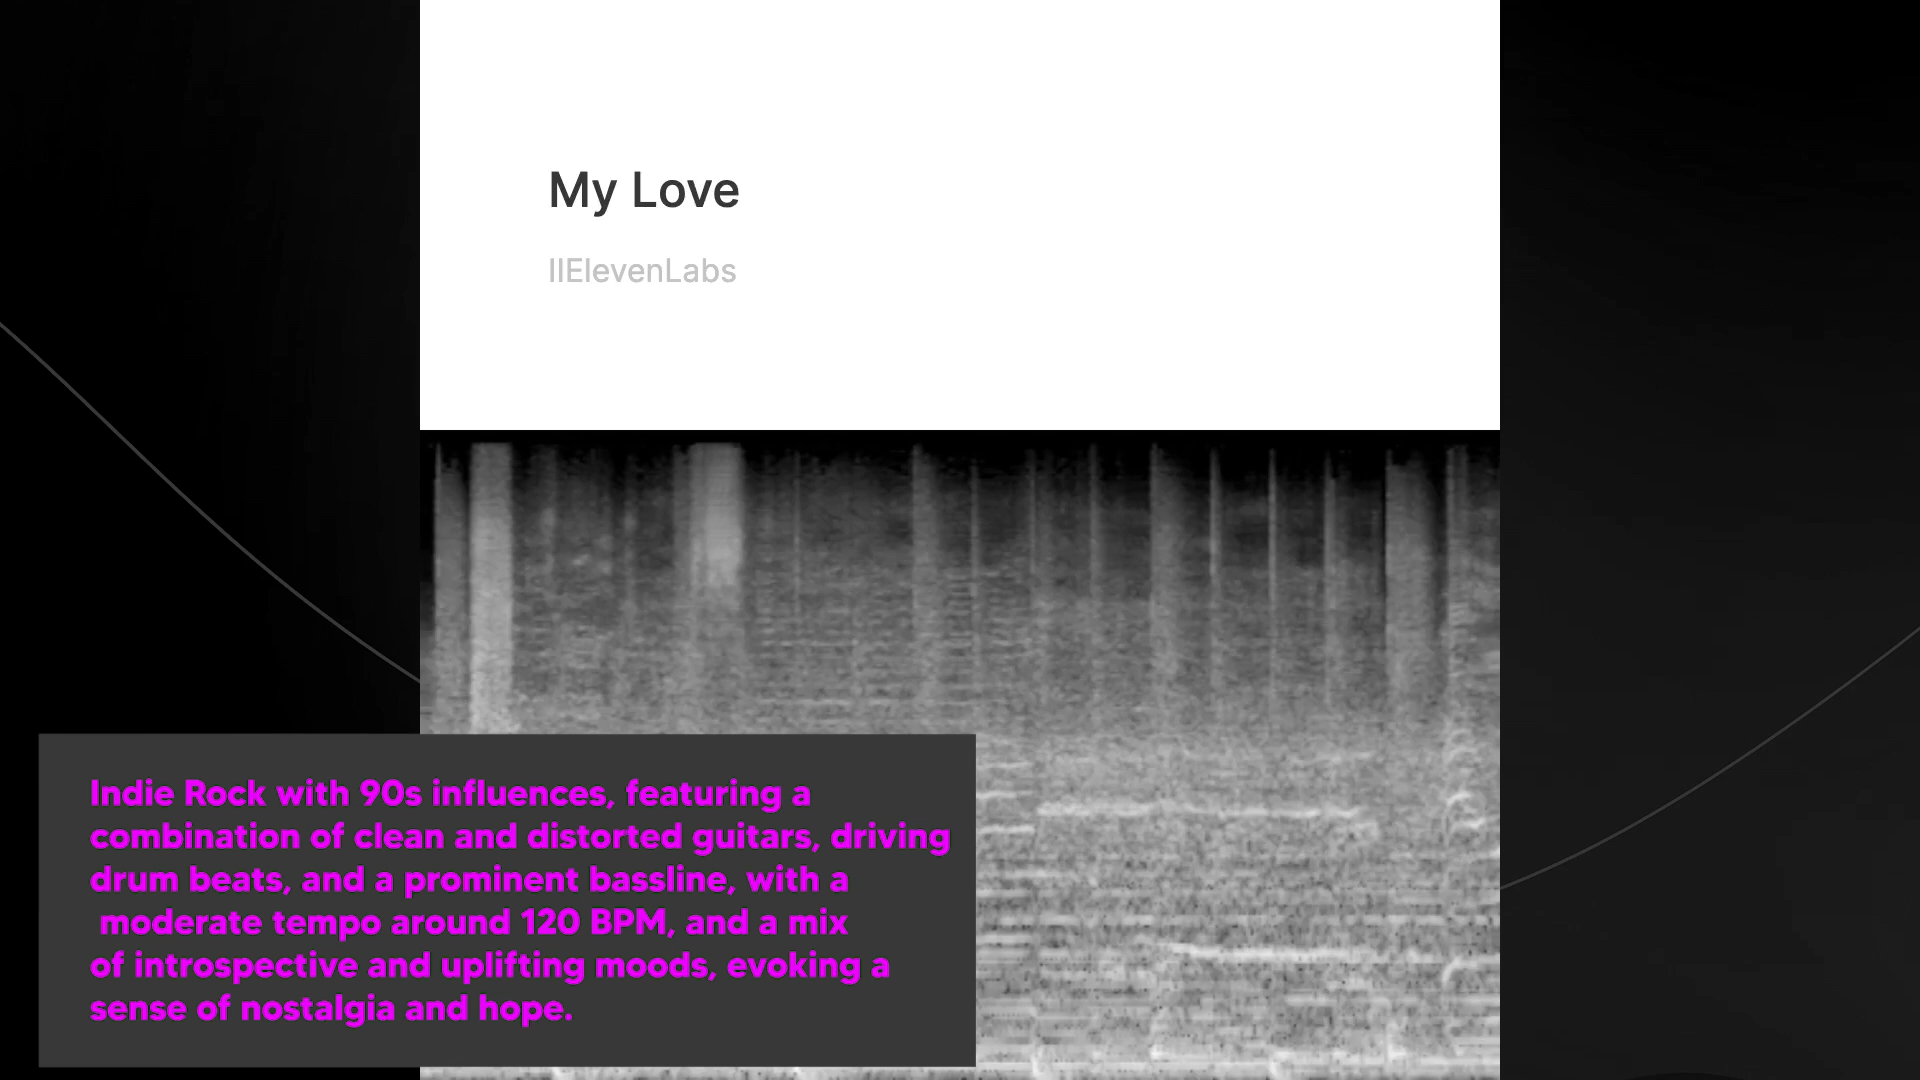 My Love
IIElevenLabs
Indie Rock with 90s influences, featuring a
combination of clean and distorted guitars, driving
drum beats, and a prominent bassline, with a
moderate tempo around 120 BPM, and a mix
of introspective and uplifting moods, evoking a
sense of nostalgia and hope.